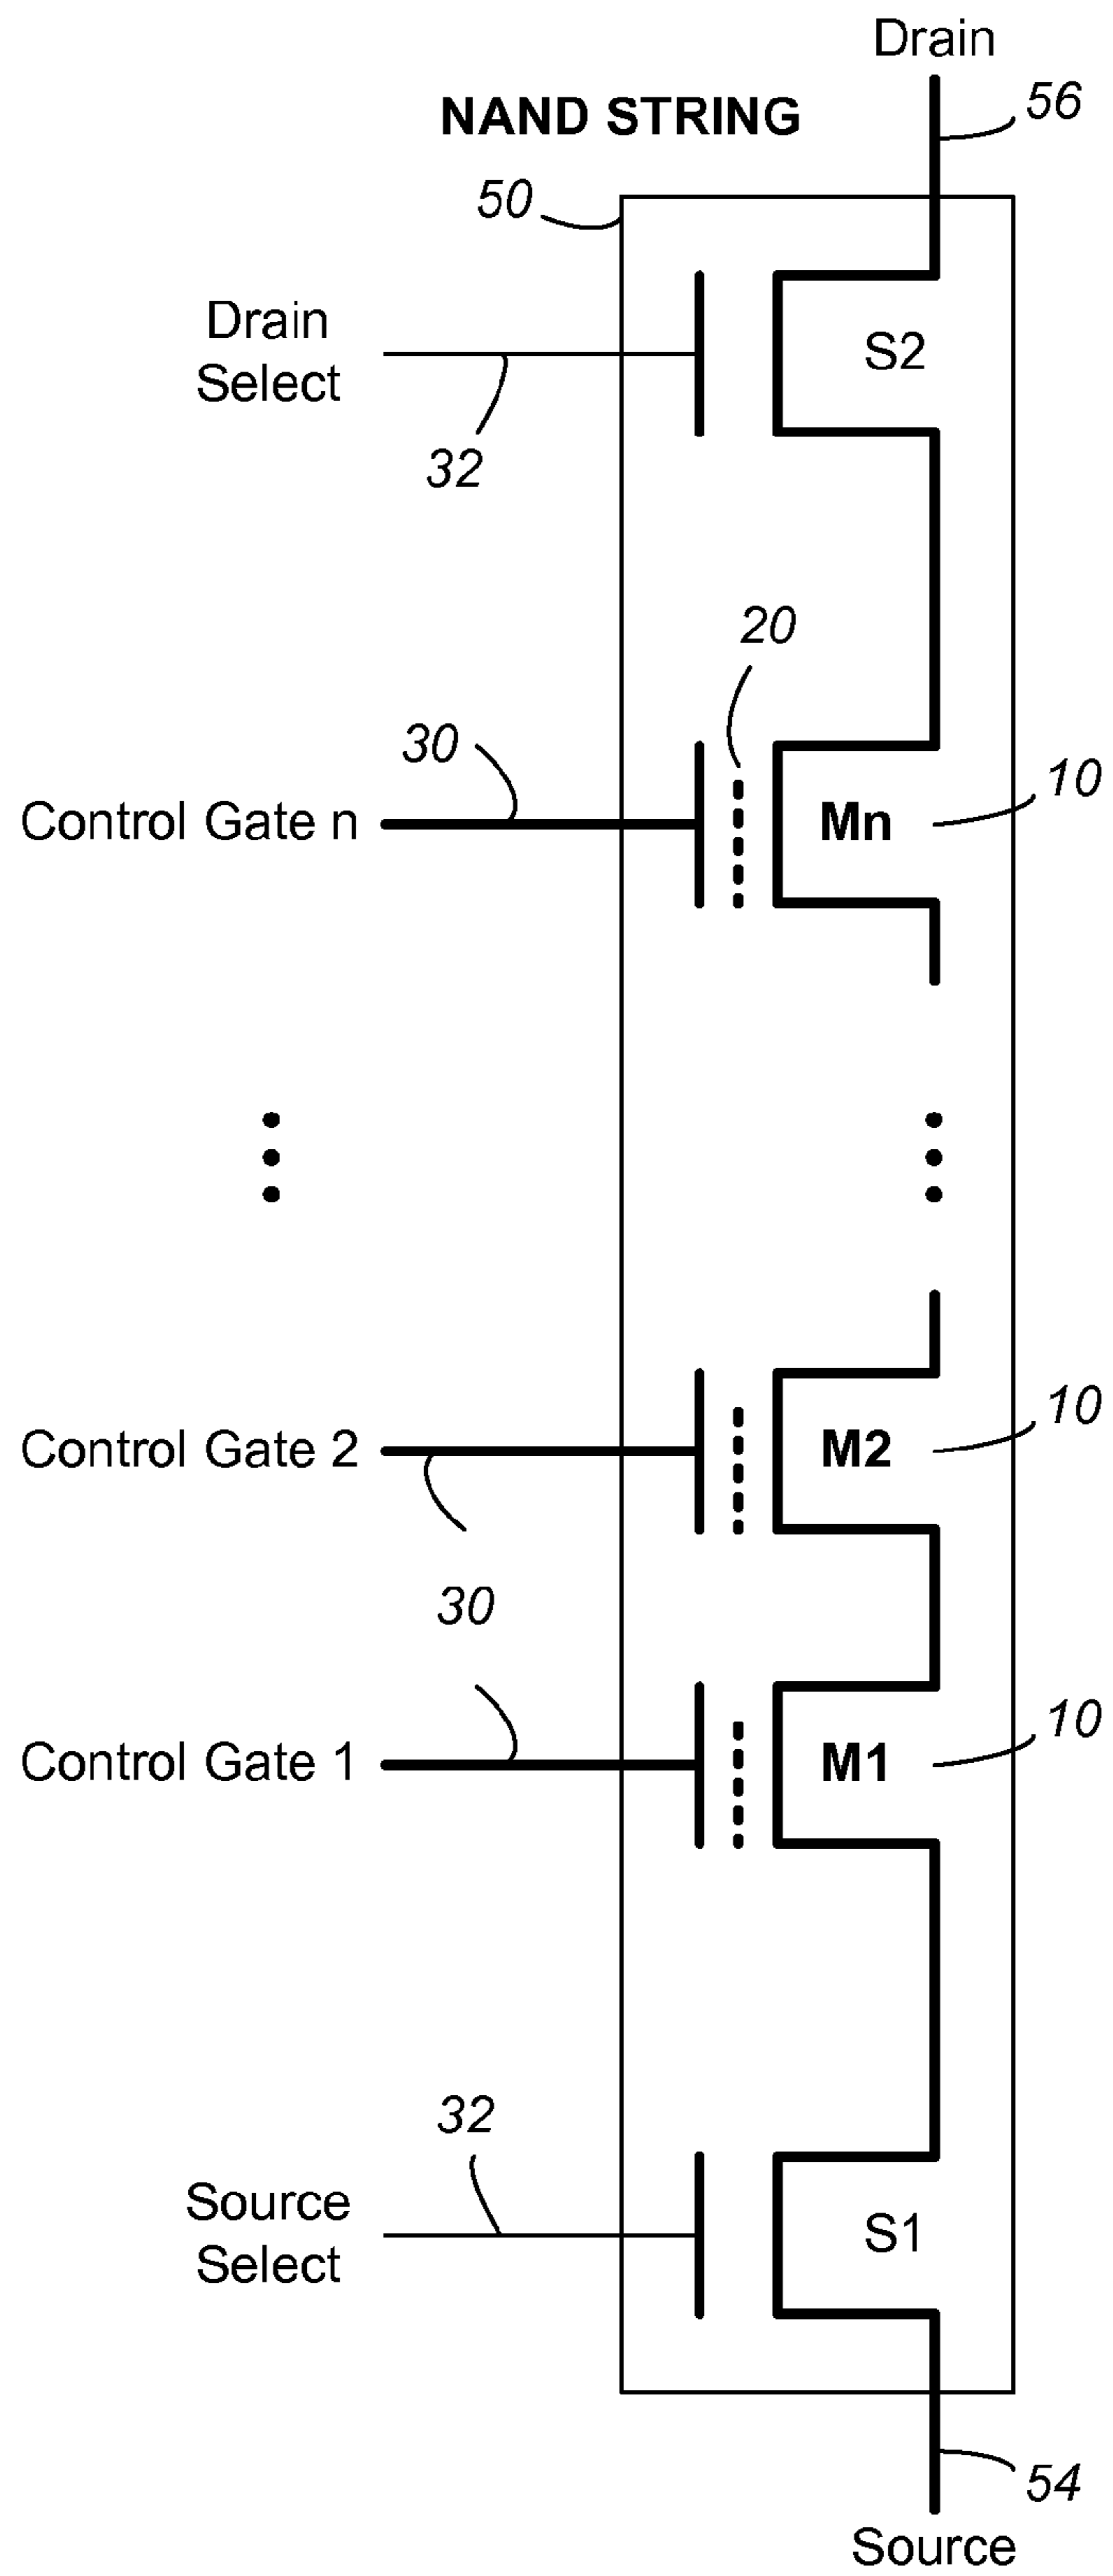 Drain
56
NAND STRING
50
Drain
Select
S2
32
20
30
10
Control Gate n
Mn
10
Control Gate 2
M2
30
10
Control Gate 1
M1
32
Source
Select
S1
54
Source